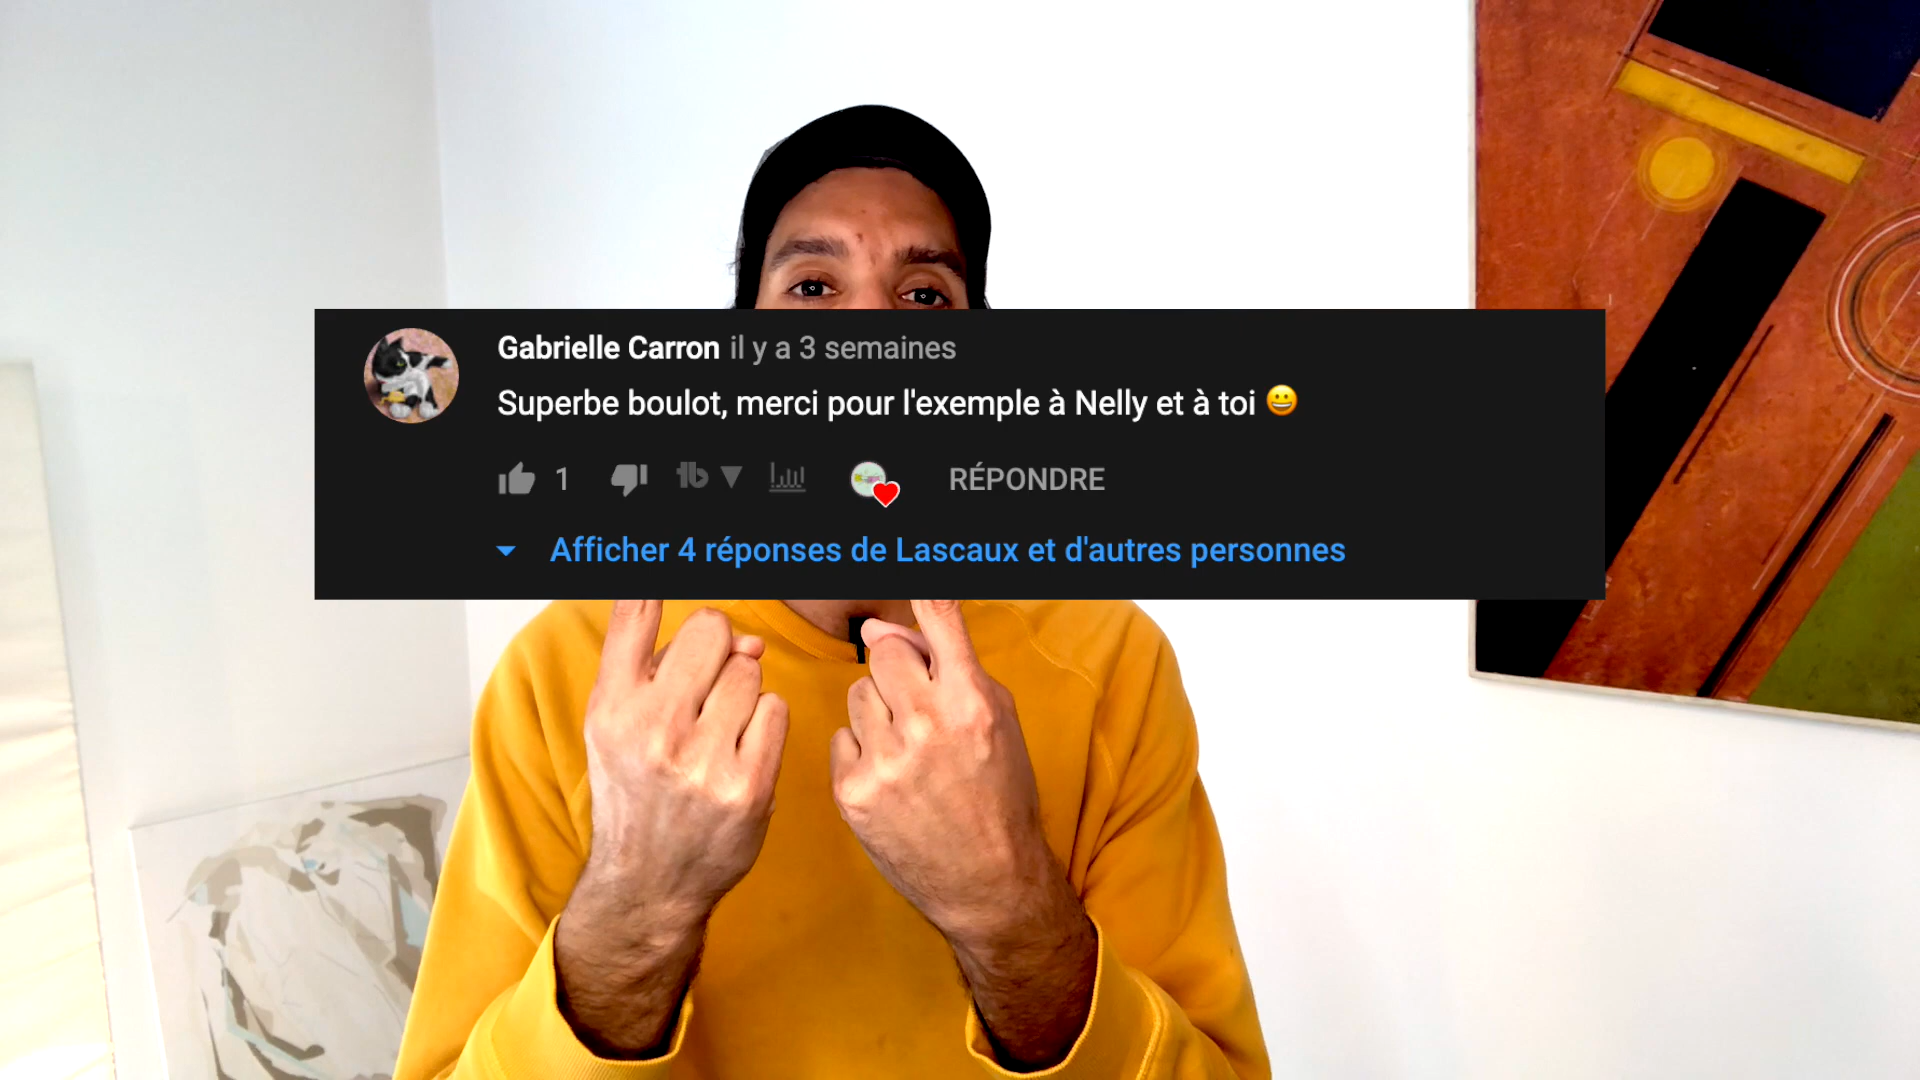 Gabrielle Carron il y a 3 semaines
Superbe boulot, merci pour l'exemple à Nelly et à toi 😀
1 tb RÉPONDRE
Afficher 4 réponses de Lascaux et d'autres personnes